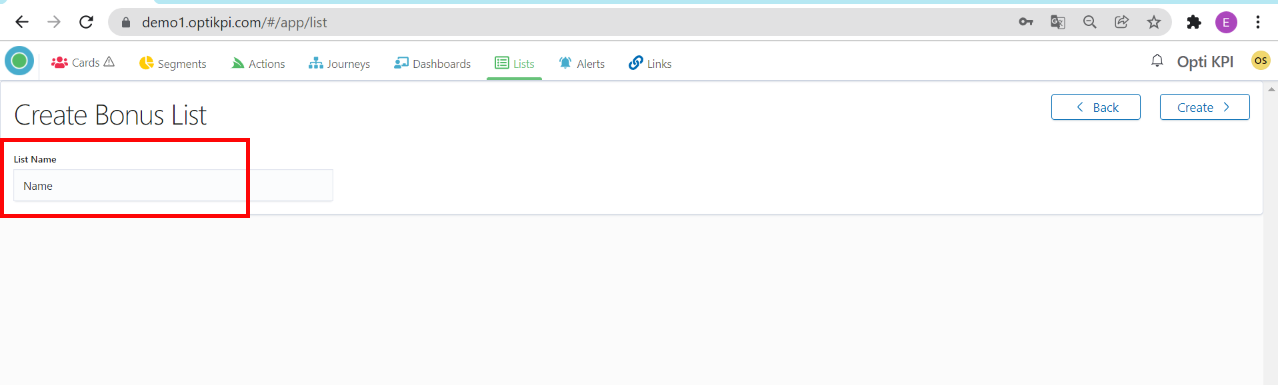 demo1.optikpi.com/#/app/list
E
Cards Segments Actions Journeys Dashboards Lists Alerts Links Opti KPI OS
Create Bonus List
Back Create
List Name
Name